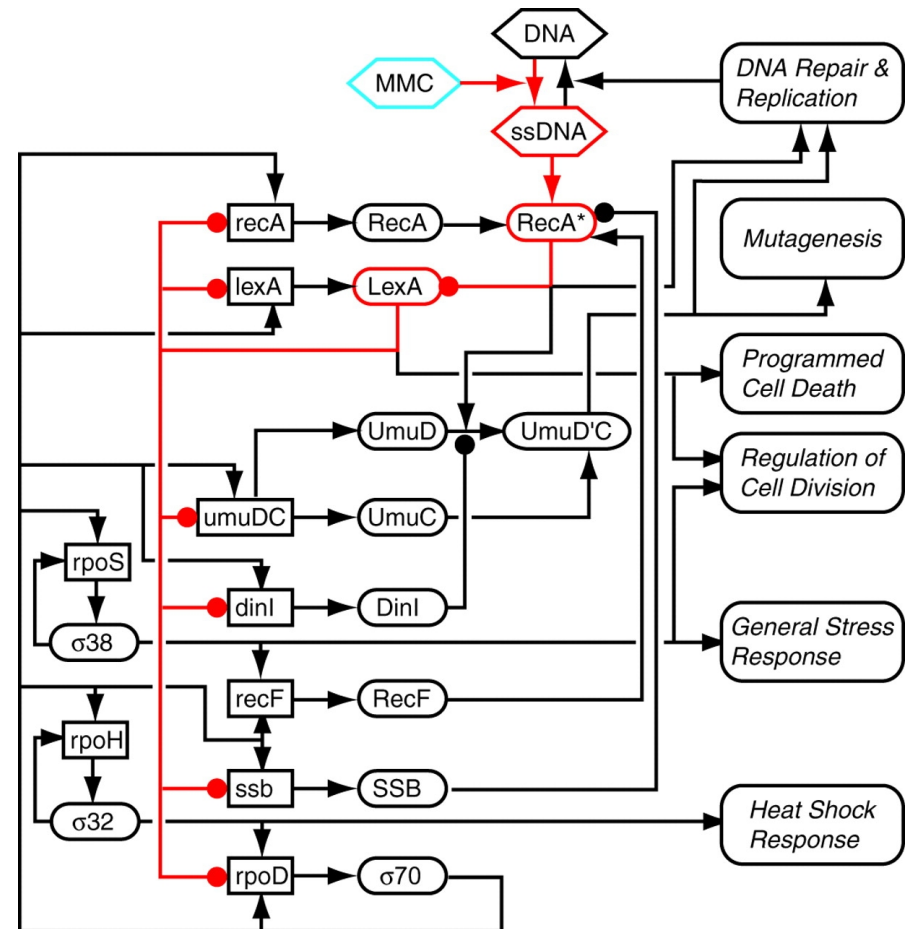 DNA
MMC
DNA Repair &
Replication
ssDNA
recA
RecA
RecA*
Mutagenesis
lexA
LexA
Programmed
Cell Death
UmuD
UmuD'C
Regulation of
Cell Division
umuDC
UmuC
rpoS
dinI
DinI
σ38
General Stress
Response
recF
RecF
rpoH
ssb
SSB
σ32
Heat Shock
Response
rpoD
σ70